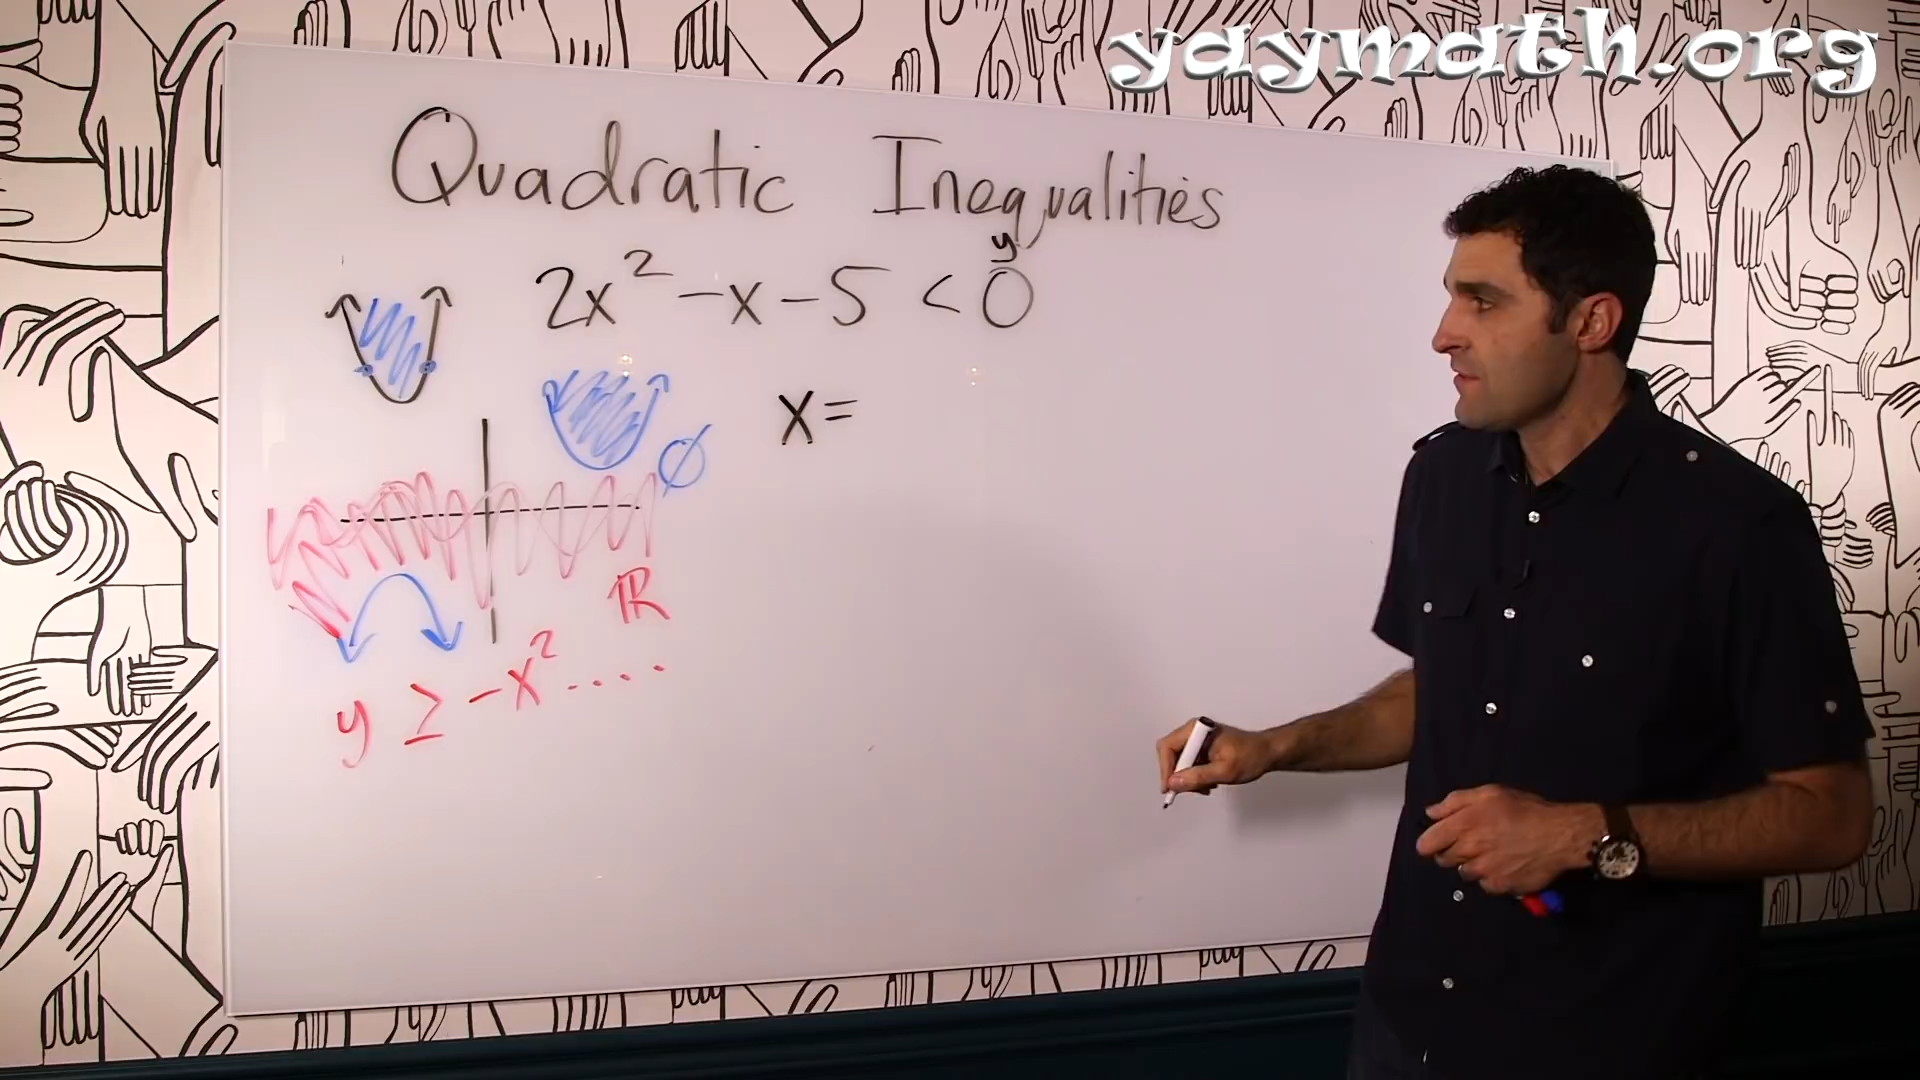 yaymath.org
Quadratic Inequalities
y
2x² -x-5 < 0
x=
∅
ℝ
y ≥ -x² ....